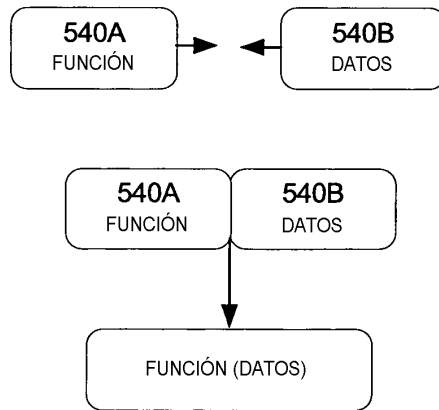 540A
FUNCIÓN
540B
DATOS
540A
FUNCIÓN
540B
DATOS
FUNCIÓN (DATOS)